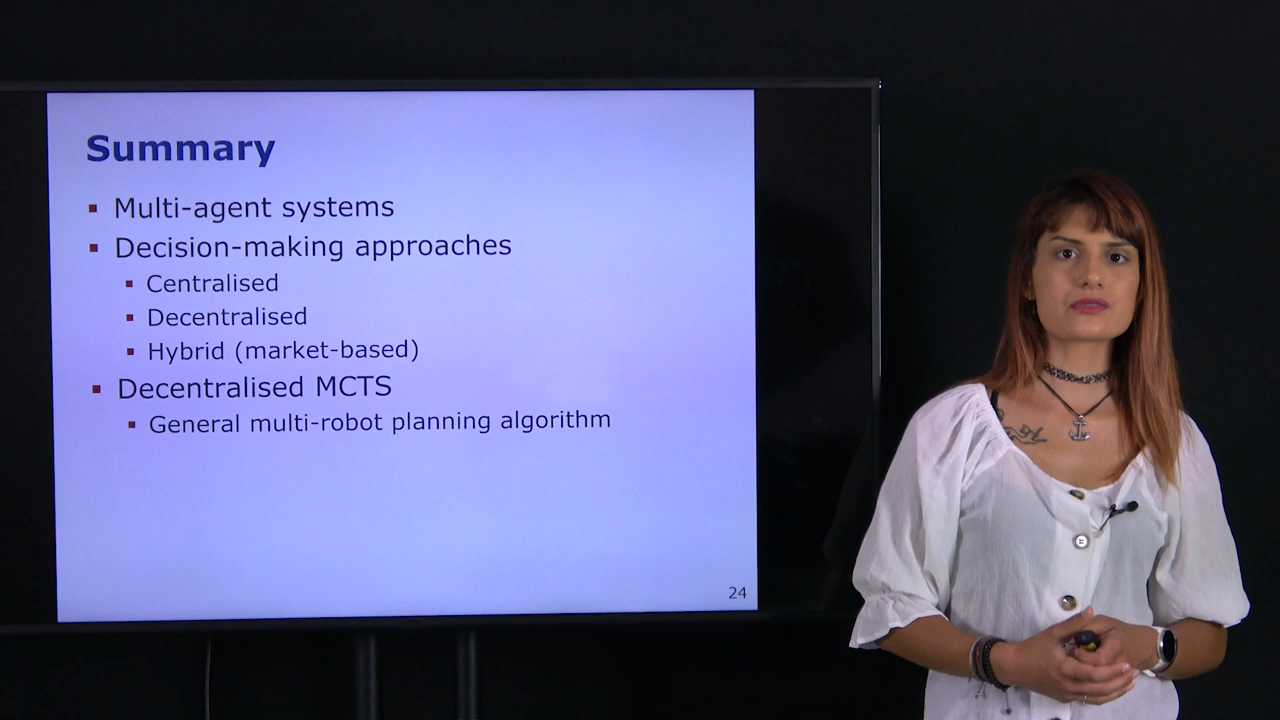 Summary
Multi-agent systems
Decision-making approaches
Centralised
Decentralised
Hybrid (market-based)
Decentralised MCTS
General multi-robot planning algorithm
24